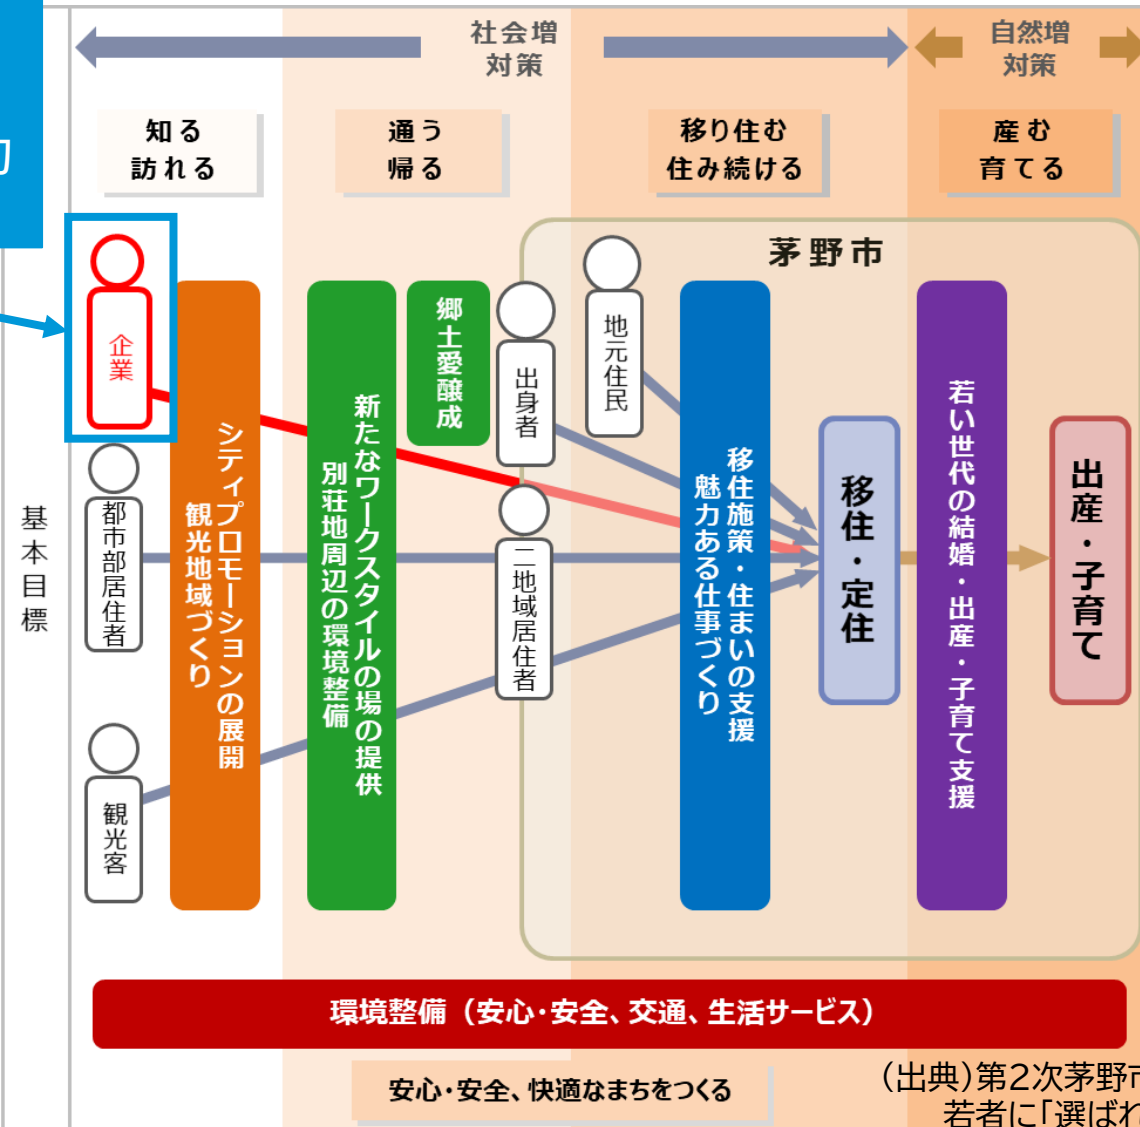 社会増
対策
自然増
対策
知る
訪れる
通う
帰る
移り住む
住み続ける
産む
育てる
茅野市
基本目標
企業
都市部居住者
観光客
シティプロモーションの展開
観光地域づくり
新たなワークスタイルの場の提供
別荘地周辺の環境整備
郷土愛醸成
出身者
二地域居住者
地元住民
移住施策・住まいの支援
魅力ある仕事づくり
移住・定住
若い世代の結婚・出産・子育て支援
出産・子育て
環境整備（安心・安全、交通、生活サービス）
安心・安全、快適なまちをつくる
（出典）第2次茅野市
若者に「選ばれ